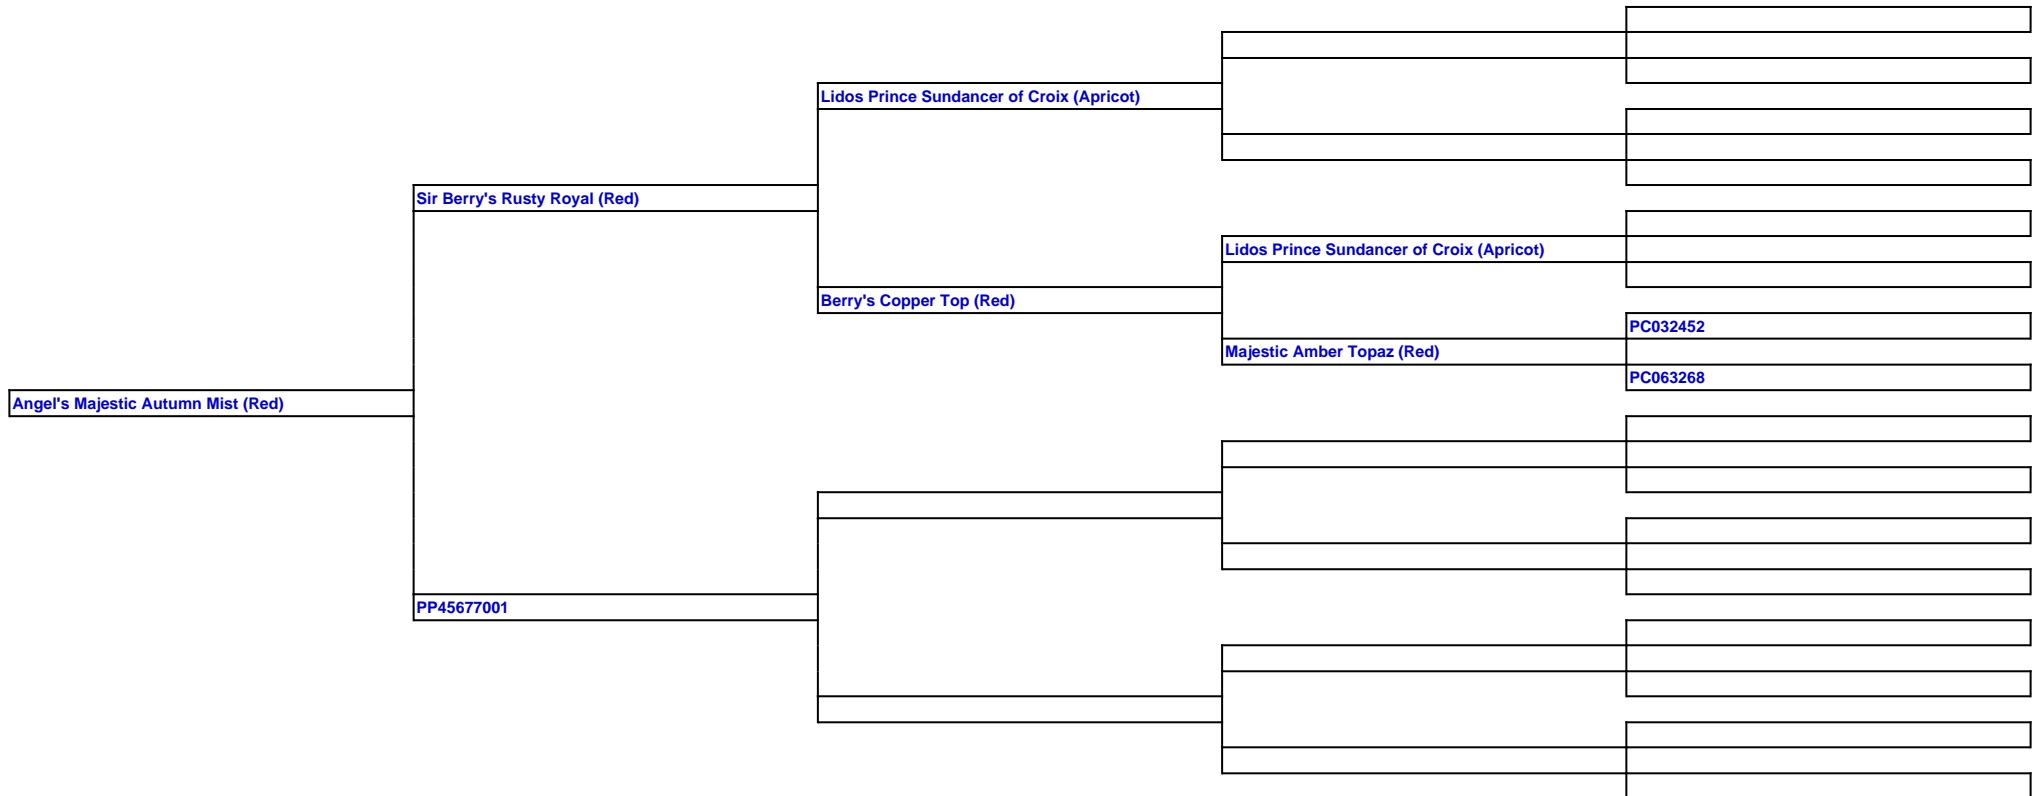 Lidos Prince Sundancer of Croix (Apricot)
Sir Berry's Rusty Royal (Red)
Lidos Prince Sundancer of Croix (Apricot)
Berry's Copper Top (Red)
PC032452
Majestic Amber Topaz (Red)
PC063268
Angel's Majestic Autumn Mist (Red)
PP45677001